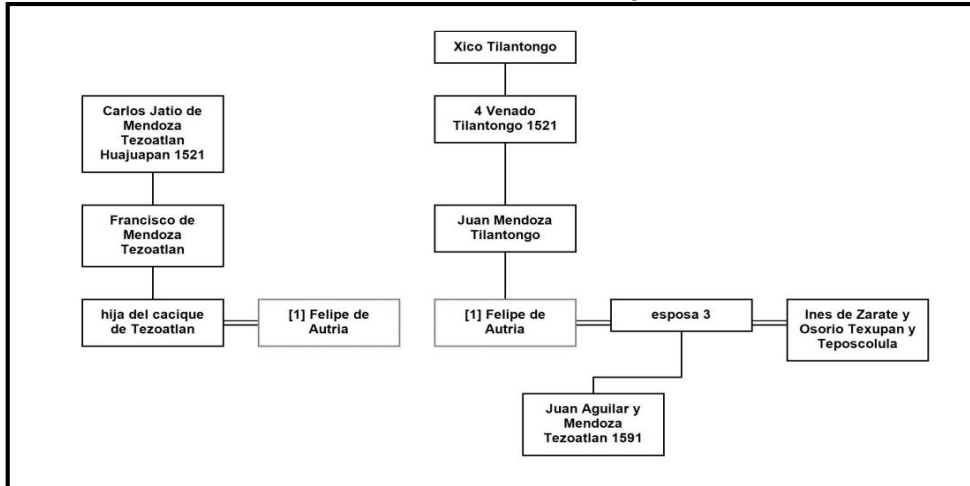 Xico Tilantongo
Carlos Jatio de
Mendoza
Tezoatlan
Huajuapan 1521
4 Venado
Tilantongo 1521
Francisco de
Mendoza
Tezoatlan
Juan Mendoza
Tilantongo
hija del cacique
de Tezoatlan
[1] Felipe de
Autria
[1] Felipe de
Autria
esposa 3
Ines de Zarate y
Osorio Texupan y
Teposcolula
Juan Aguilar y
Mendoza
Tezoatlan 1591